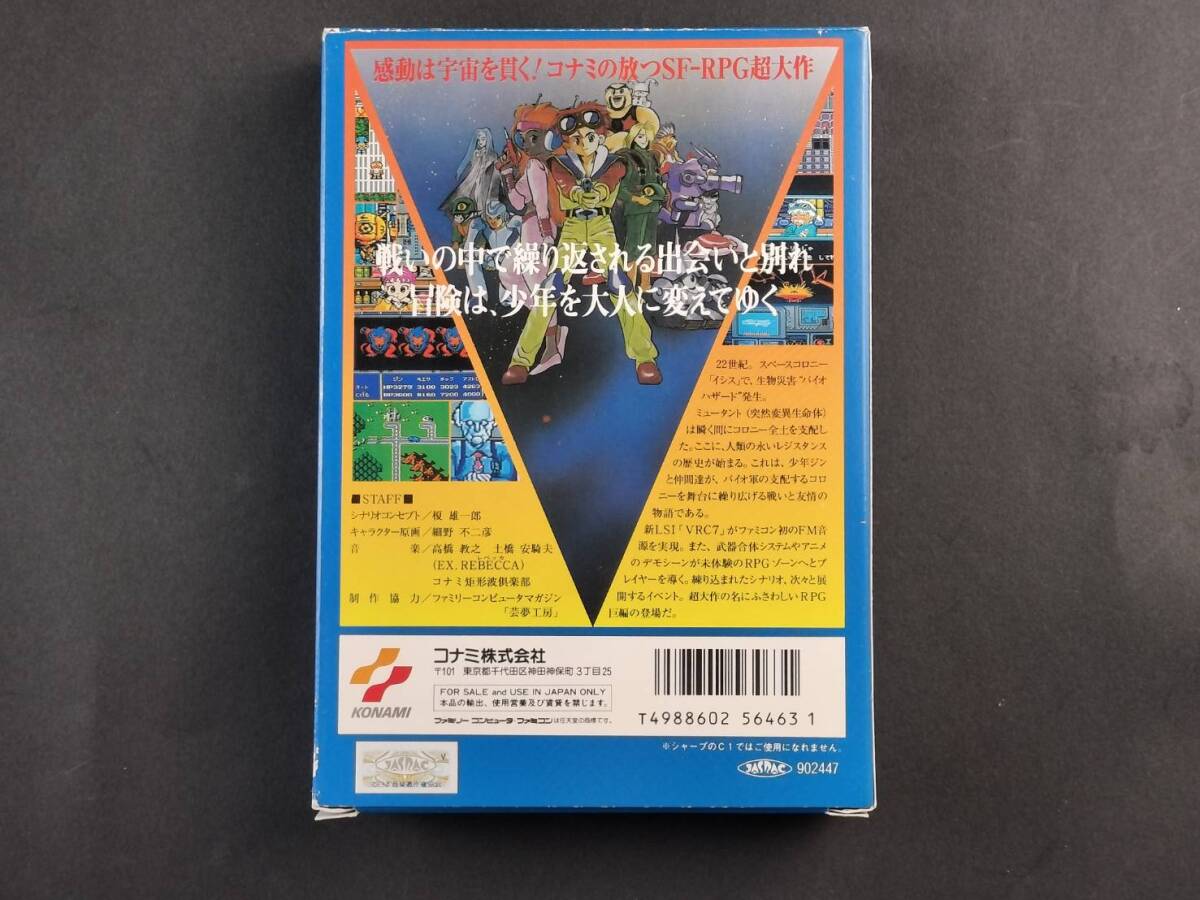 感動は宇宙を貫く!コナミの放つSF-RPG超大作
戦いの中で繰り返される出会いと別れ
冒険は、少年を大人に変えてゆく
ジン
HP3279 3100 3023 4263
22世紀。スペースコロニー
「イシス」で、生物災害"バイオ
ハザード"発生。
ミュータント(突然変異生命体)
は瞬く間にコロニー全土を支配し
た。ここに、人類の永いレジスタンス
の歴史が始まる。これは、少年ジン
と仲間達が、バイオ軍の支配するコロ
ニーを舞台に繰り広げる戦いと友情の
物語である。
新LSI「VRC7」がファミコン初のFM音
源を実現。また、武器合体システムやアニメ
のデモシーンが未体験のRPGゾーンへとプ
レイヤーを導く。練り込まれたシナリオ、次々と展
開するイベント。超大作の名にふさわしいRPG
巨編の登場だ。
■STAFF■
シナリオコンセプト/榎 雄一郎
キャラクター原画/細野 不二彦
音 楽/高橋 教之 土橋 安騎夫
レベッカ
(EX. REBECCA)
コナミ矩形波倶楽部
制作協力/ファミリーコンピュータマガジン
「芸夢工房」
KONAMI
コナミ株式会社
〒101 東京都千代田区神田神保町3丁目25
FOR SALE and USE IN JAPAN ONLY
本品の輸出、使用営業及び賃貸を禁じます。
ファミリーコンピュータ・ファミコンは任天堂の商標です。
T4988602 56463 1
※シャープのC1ではご使用になれません。
JASRAC 902447